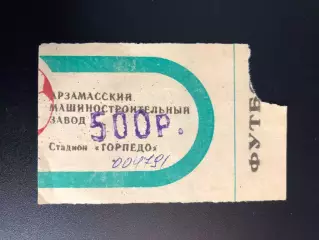 АРЗАМАССКИЙ
МАШИНОСТРОИТЕЛЬНЫЙ
ЗАВОД
500р.
Стадион «ТОРПЕДО»
004791
ФУТБ